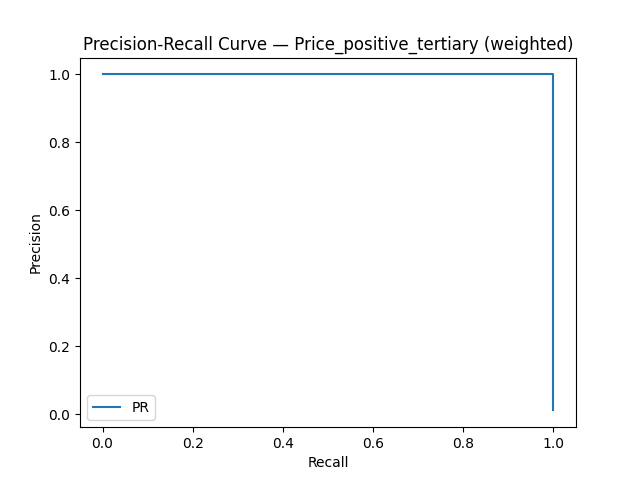 Precision-Recall Curve — Price_positive_tertiary (weighted)
1.0
0.8
0.6
0.4
0.2
0.0
Precision
PR
0.0 0.2 0.4 0.6 0.8 1.0
Recall